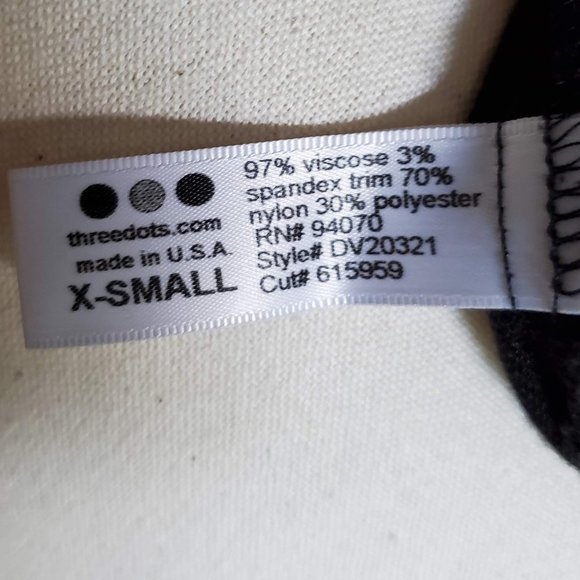 threedots.com
made in U.S.A.
X-SMALL
97% viscose 3%
spandex trim 70%
nylon 30% polyester
RN# 94070
Style# DV20321
Cut# 615959